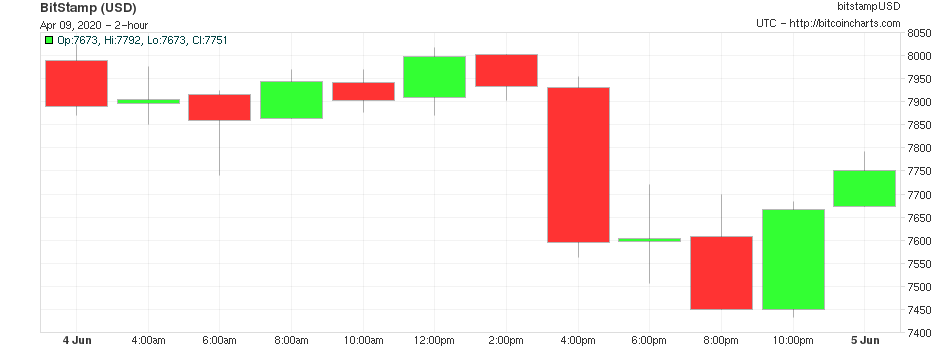 BitStamp (USD)
bitstampUSD
Apr 09, 2020 - 2-hour
UTC - http://bitcoincharts.com
Op:7673, Hi:7792, Lo:7673, Cl:7751
8050
8000
7950
7900
7850
7800
7750
7700
7650
7600
7550
7500
7450
7400
4 Jun
4:00am
6:00am
8:00am
10:00am
12:00pm
2:00pm
4:00pm
6:00pm
8:00pm
10:00pm
5 Jun